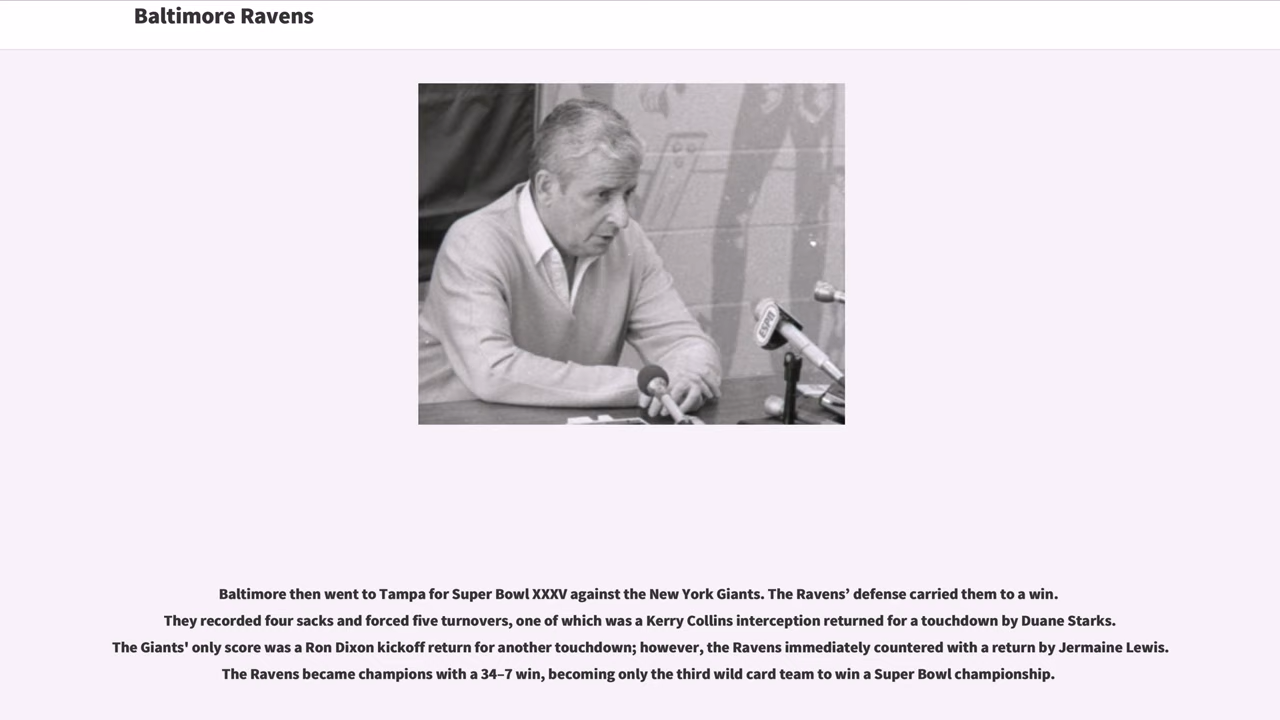 Baltimore Ravens
ESPN
Baltimore then went to Tampa for Super Bowl XXXV against the New York Giants. The Ravens’ defense carried them to a win.
They recorded four sacks and forced five turnovers, one of which was a Kerry Collins interception returned for a touchdown by Duane Starks.
The Giants' only score was a Ron Dixon kickoff return for another touchdown; however, the Ravens immediately countered with a return by Jermaine Lewis.
The Ravens became champions with a 34–7 win, becoming only the third wild card team to win a Super Bowl championship.